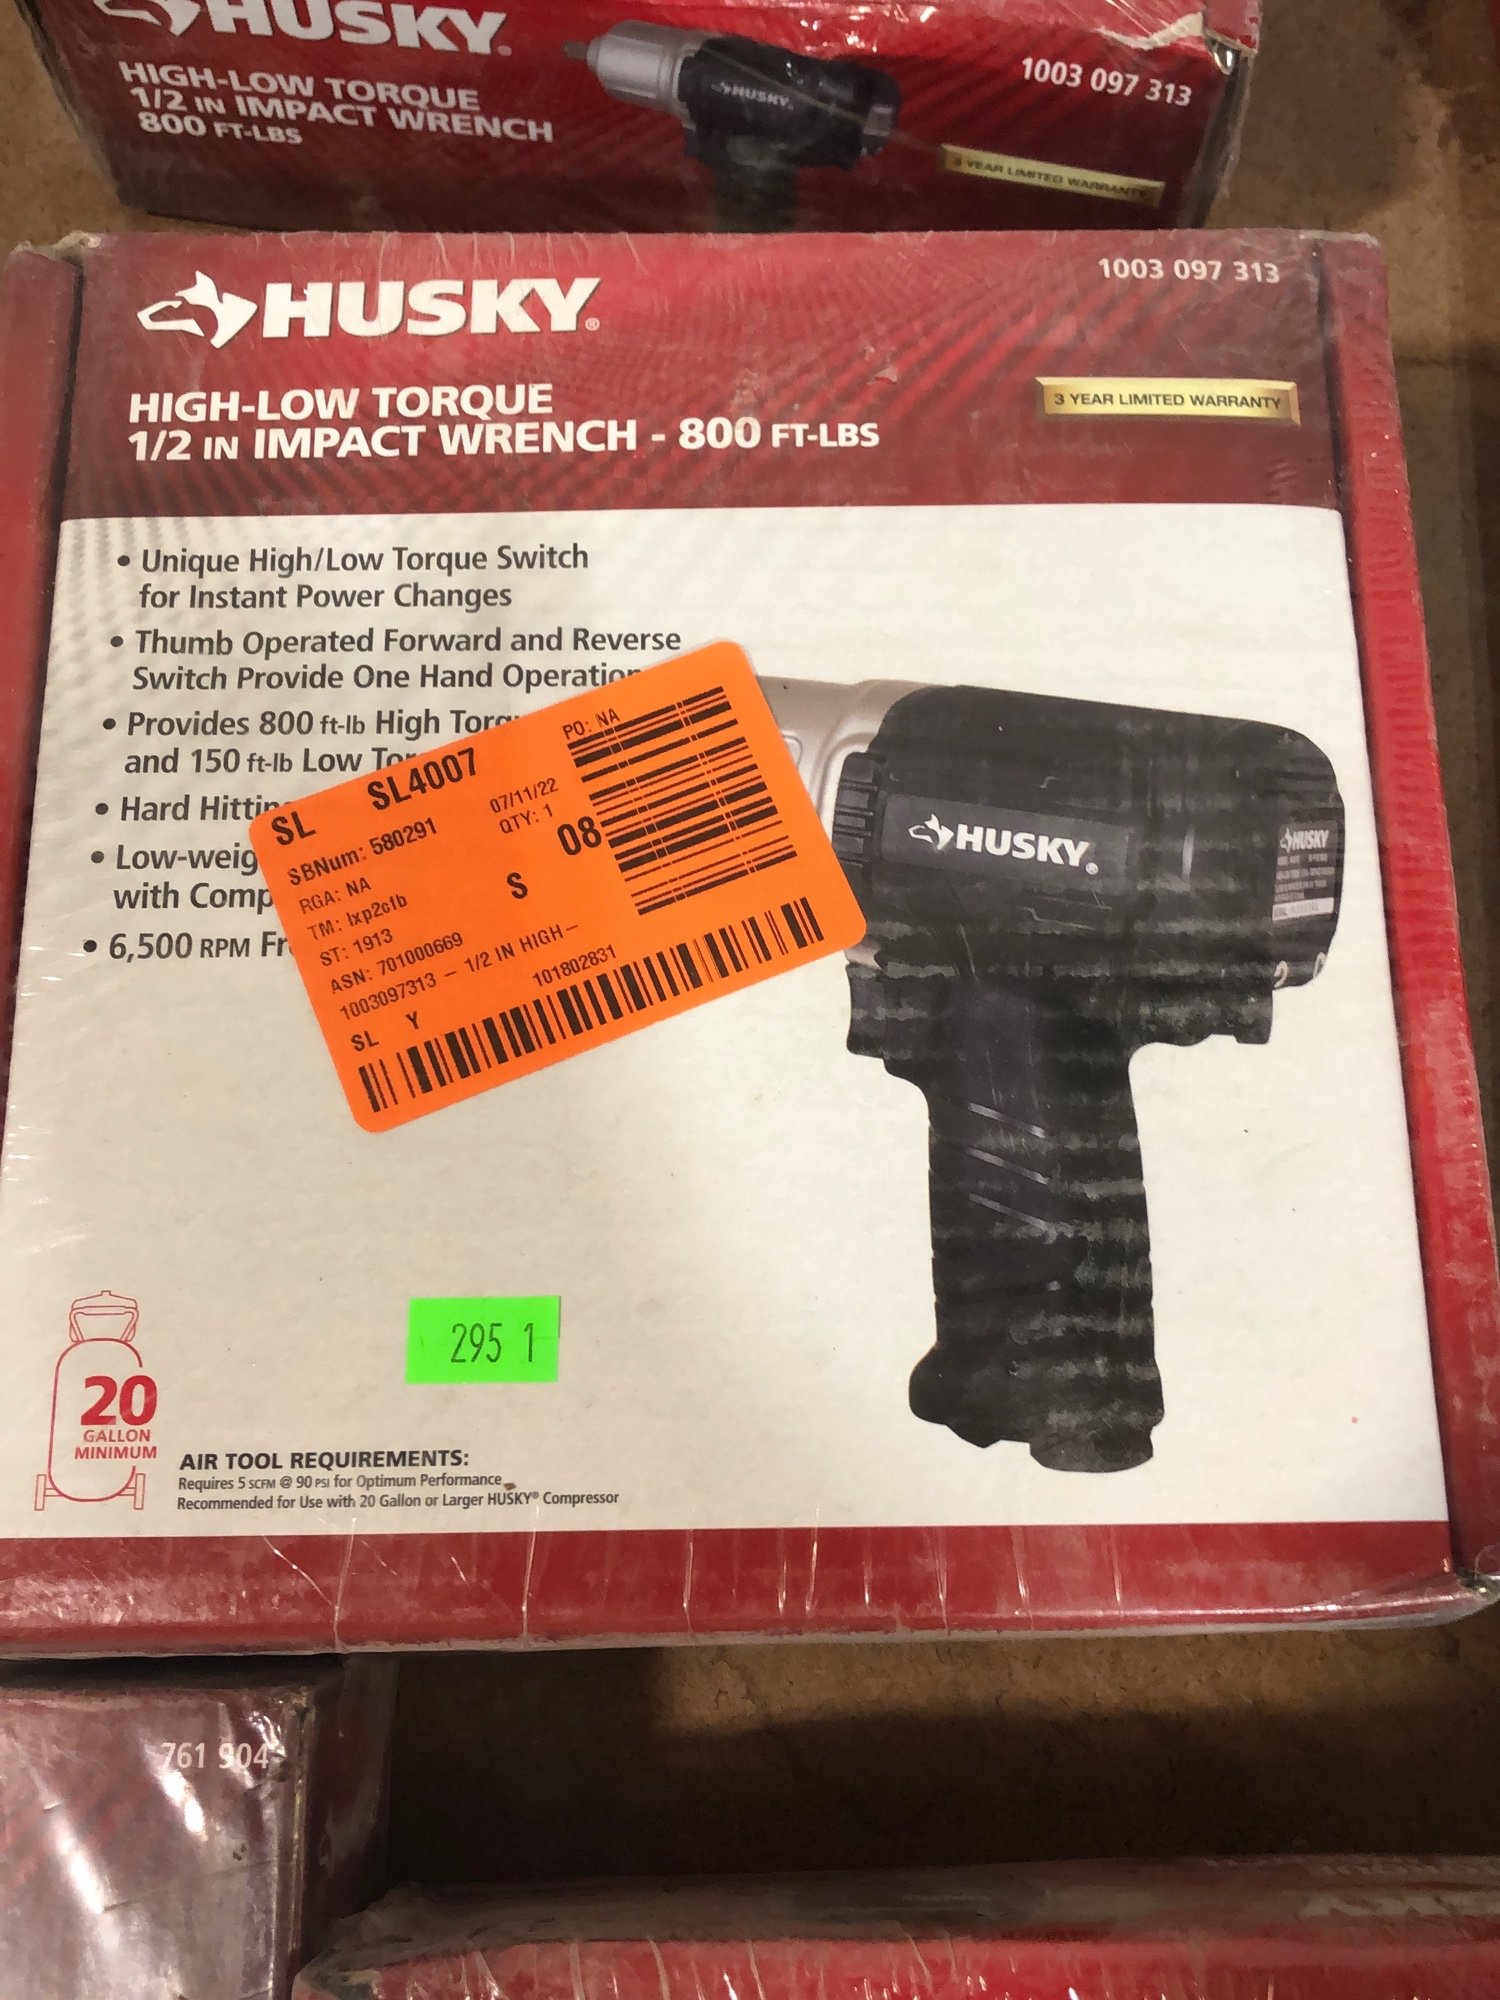 HUSKY
HIGH-LOW TORQUE
1/2 IN IMPACT WRENCH
800 FT-LBS
HUSKY
1003 097 313
3 YEAR LIMITED WARRANTY
HUSKY®
1003 097 313
HIGH-LOW TORQUE
1/2 IN IMPACT WRENCH - 800 FT-LBS
3 YEAR LIMITED WARRANTY
• Unique High/Low Torque Switch
for Instant Power Changes
• Thumb Operated Forward and Reverse
Switch Provide One Hand Operation
• Provides 800 ft-lb High Torq
and 150 ft-lb Low To
• Hard Hittin
• Low-weig
with Comp
• 6,500 RPM Fr
SL SL4007
PO: NA
SBNum: 580291
07/11/22
RGA: NA
QTY: 1
08
TM: lxp2clb
S
ST: 1913
ASN: 701000669
1003097313 – 1/2 IN HIGH–
SL Y
101802831
HUSKY®
HUSKY
295 1
20
GALLON
MINIMUM
AIR TOOL REQUIREMENTS:
Requires 5 SCFM @ 90 PSI for Optimum Performance
Recommended for Use with 20 Gallon or Larger HUSKY® Compressor
761 904